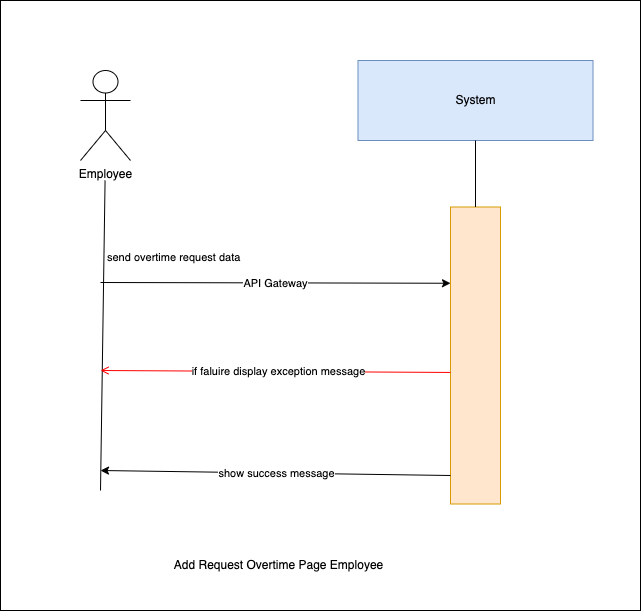 System
Employee
send overtime request data
API Gateway
if faluire display exception message
show success message
Add Request Overtime Page Employee